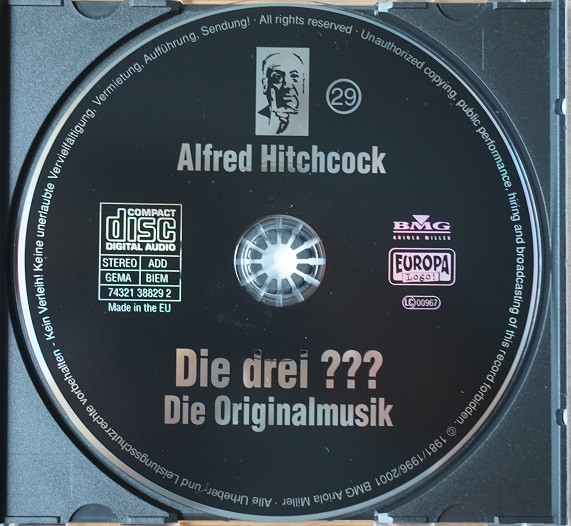 Kein Verleih! Keine unerlaubte Vervielfältigung, Vermietung, Aufführung, Sendung! · All rights reserved · Unauthorized copying, public performance, hiring and broadcasting of this record forbidden.
29
Alfred Hitchcock
COMPACT
disc
DIGITAL AUDIO
STEREO ADD
GEMA BIEM
74321 38829 2
Made in the EU
BMG
ARIOLA MILLER
EUROPA
Logo!
LC 00967
Die drei ???
Die Originalmusik
℗ 1981/1996/2001 BMG Ariola Miller · Alle Urheber- und Leistungsschutzrechte vorbehalten ·